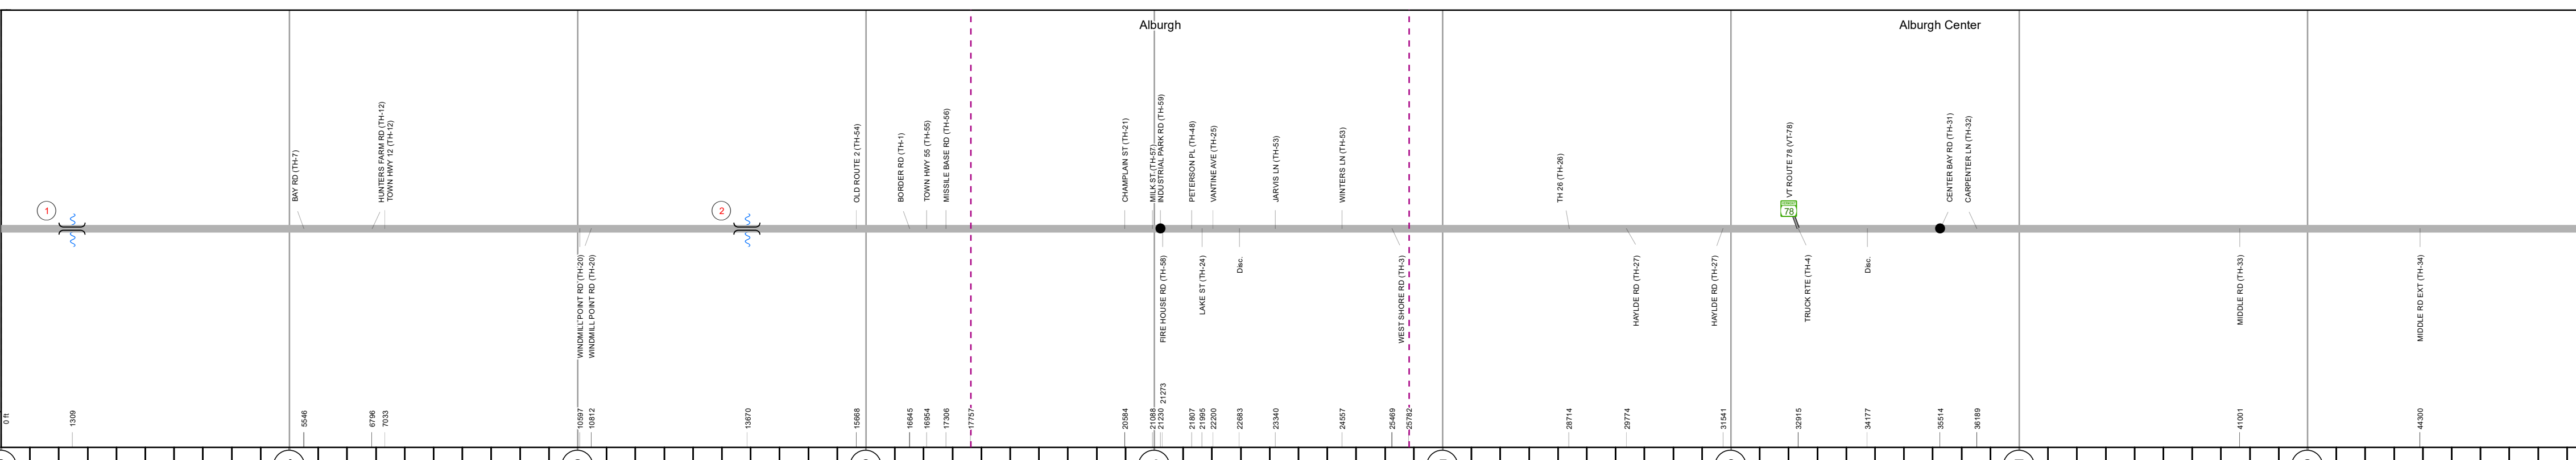 Alburgh
Alburgh Center
BAY RD (TH-7)
HUNTERS FARM RD (TH-12)
TOWN HWY 12 (TH-12)
OLD ROUTE 2 (TH-54)
BORDER RD (TH-1)
TOWN HWY 55 (TH-55)
MISSILE BASE RD (TH-56)
CHAMPLAIN ST (TH-21)
MILK ST (TH-57)
INDUSTRIAL PARK RD (TH-59)
PETERSON PL (TH-48)
VANTINE AVE (TH-25)
JARVIS LN (TH-53)
WINTERS LN (TH-53)
TH 26 (TH-26)
VT ROUTE 78 (VT-78)
CENTER BAY RD (TH-31)
CARPENTER LN (TH-32)
1
2
78
WINDMILL POINT RD (TH-20)
WINDMILL POINT RD (TH-20)
FIRE HOUSE RD (TH-58)
LAKE ST (TH-24)
Disc.
WEST SHORE RD (TH-3)
HAYLDE RD (TH-27)
HAYLDE RD (TH-27)
TRUCK RTE (TH-4)
Disc.
MIDDLE RD (TH-33)
MIDDLE RD EXT (TH-34)
0 ft
1309
5546
6796
7033
10597
10812
13670
15668
16645
16954
17306
17757
20584
21088
21230
21273
21807
21995
22200
22683
23340
24557
25469
25782
28714
29774
31541
32915
34177
35514
36189
41001
44300